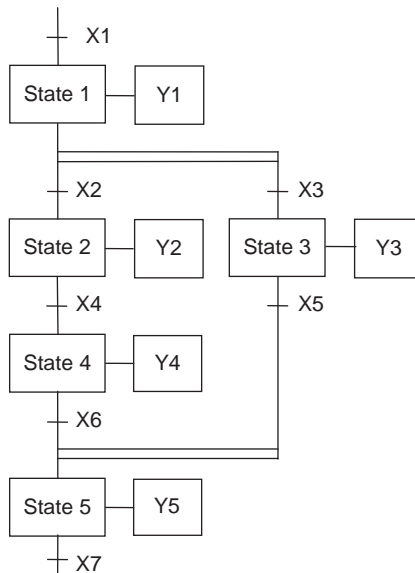 X1
State 1 Y1
X2 X3
State 2 Y2 State 3 Y3
X4 X5
State 4 Y4
X6
State 5 Y5
X7